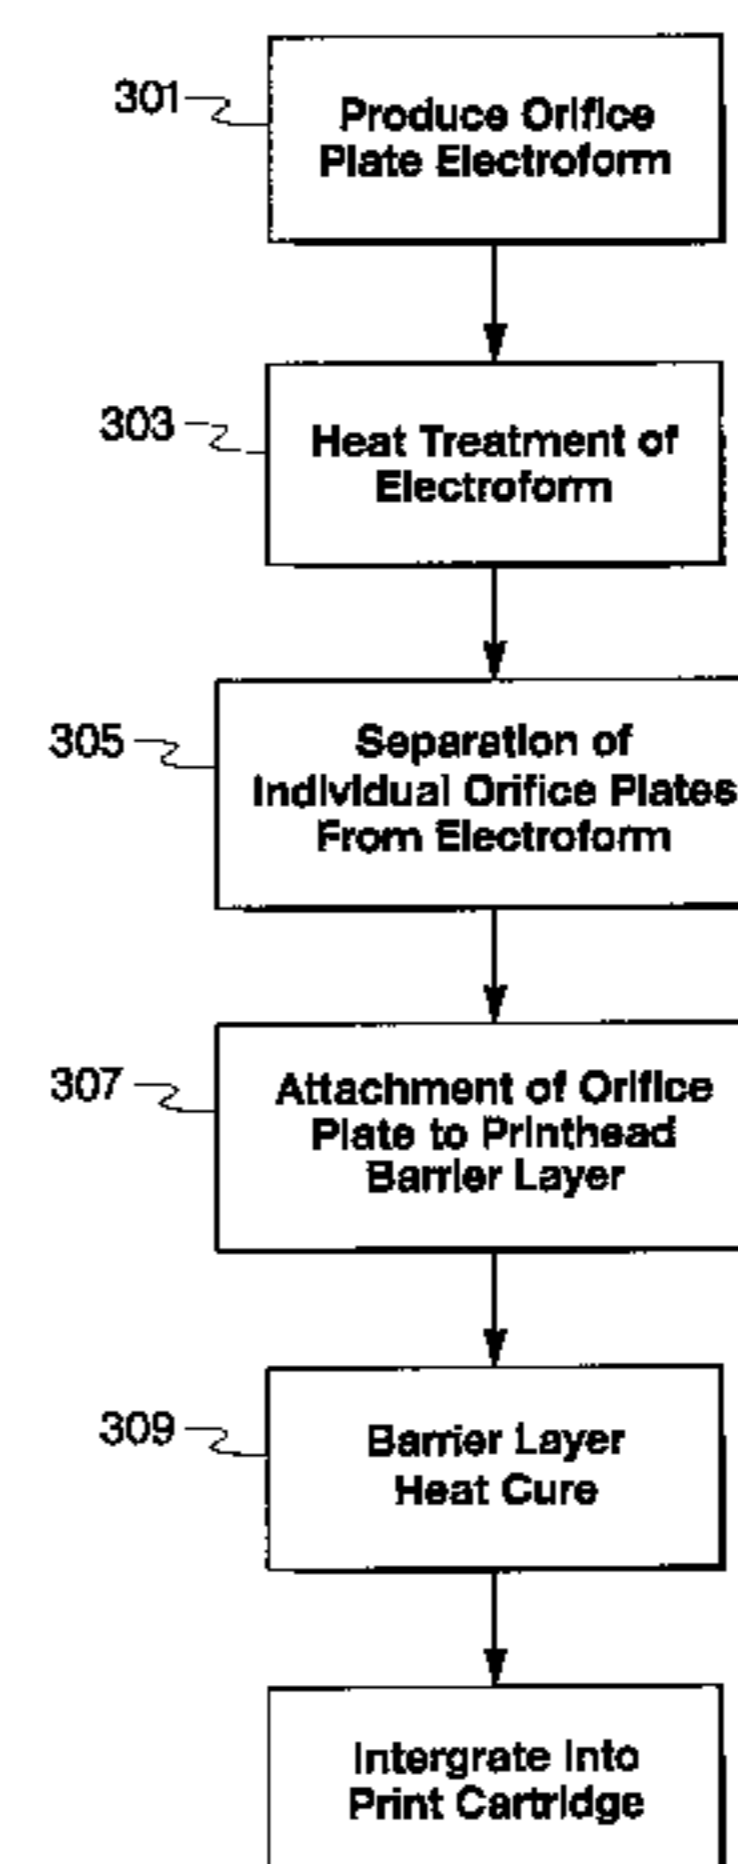 301
Produce Orifice
Plate Electroform
303
Heat Treatment of
Electroform
305
Separation of
Individual Orifice Plates
From Electroform
307
Attachment of Orifice
Plate to Printhead
Barrier Layer
309
Barrier Layer
Heat Cure
Intergrate Into
Print Cartridge